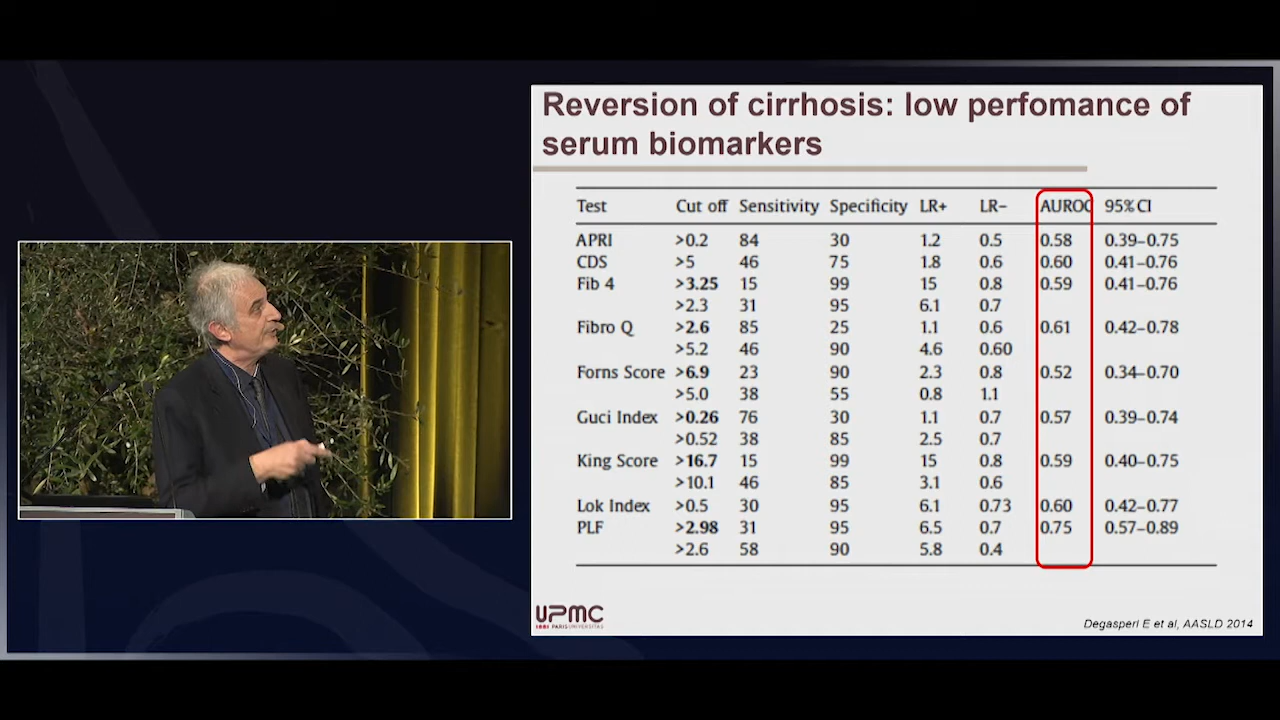 Reversion of cirrhosis: low perfomance of
serum biomarkers
Test Cut off Sensitivity Specificity LR+ LR− AUROC 95% CI
APRI >0.2 84 30 1.2 0.5 0.58 0.39–0.75
CDS >5 46 75 1.8 0.6 0.60 0.41–0.76
Fib 4 >3.25 15 99 15 0.8 0.59 0.41–0.76
>2.3 31 95 6.1 0.7
Fibro Q >2.6 85 25 1.1 0.6 0.61 0.42–0.78
>5.2 46 90 4.6 0.60
Forns Score >6.9 23 90 2.3 0.8 0.52 0.34–0.70
>5.0 38 55 0.8 1.1
Guci Index >0.26 76 30 1.1 0.7 0.57 0.39–0.74
>0.52 38 85 2.5 0.7
King Score >16.7 15 99 15 0.8 0.59 0.40–0.75
>10.1 46 85 3.1 0.6
Lok Index >0.5 30 95 6.1 0.73 0.60 0.42–0.77
PLF >2.98 31 95 6.5 0.7 0.75 0.57–0.89
>2.6 58 90 5.8 0.4
UPMC
PARISUNIVERSITAS
Degasperi E et al, AASLD 2014